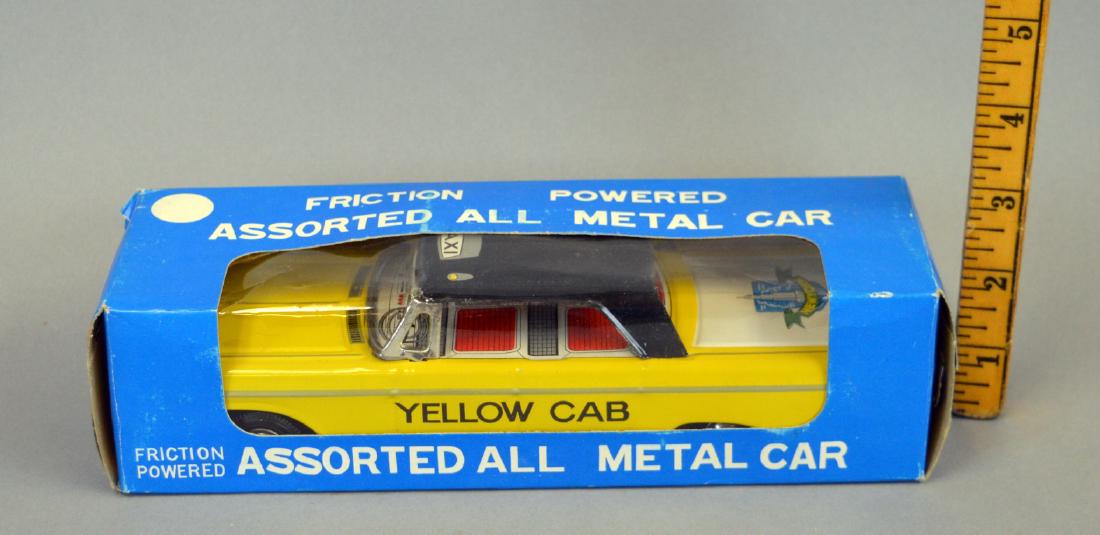 FRICTION POWERED
ASSORTED ALL METAL CAR
TAXI
YELLOW CAB
FRICTION
POWERED
ASSORTED ALL METAL CAR
5
4
3
2
1